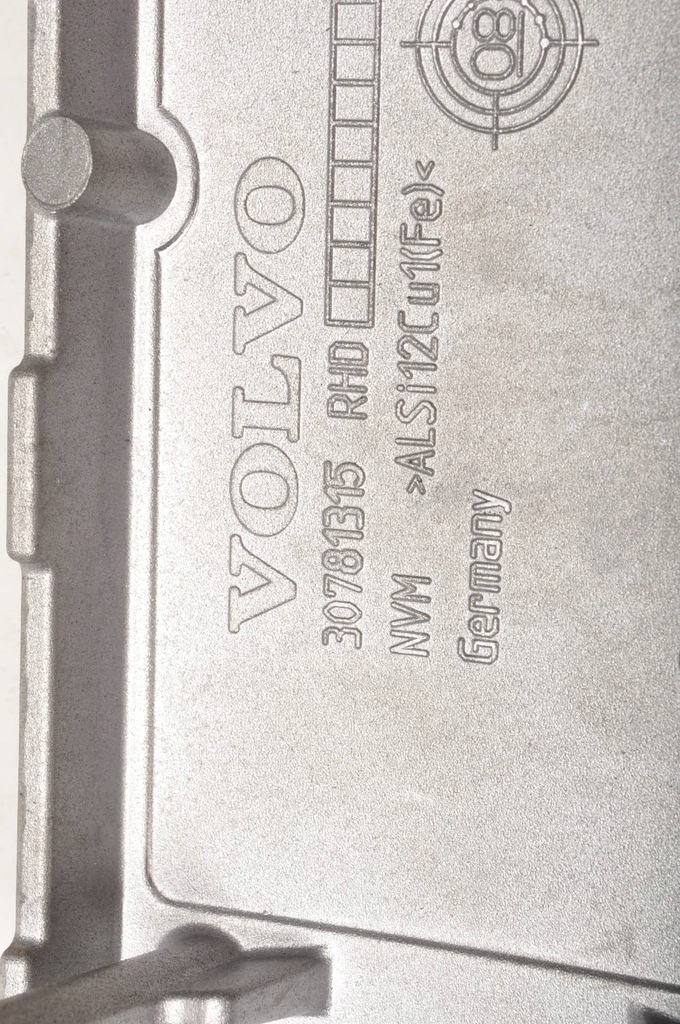 VOLVO
30781315 RHD
NVM >ALSi12Cu1(Fe)<
Germany
08